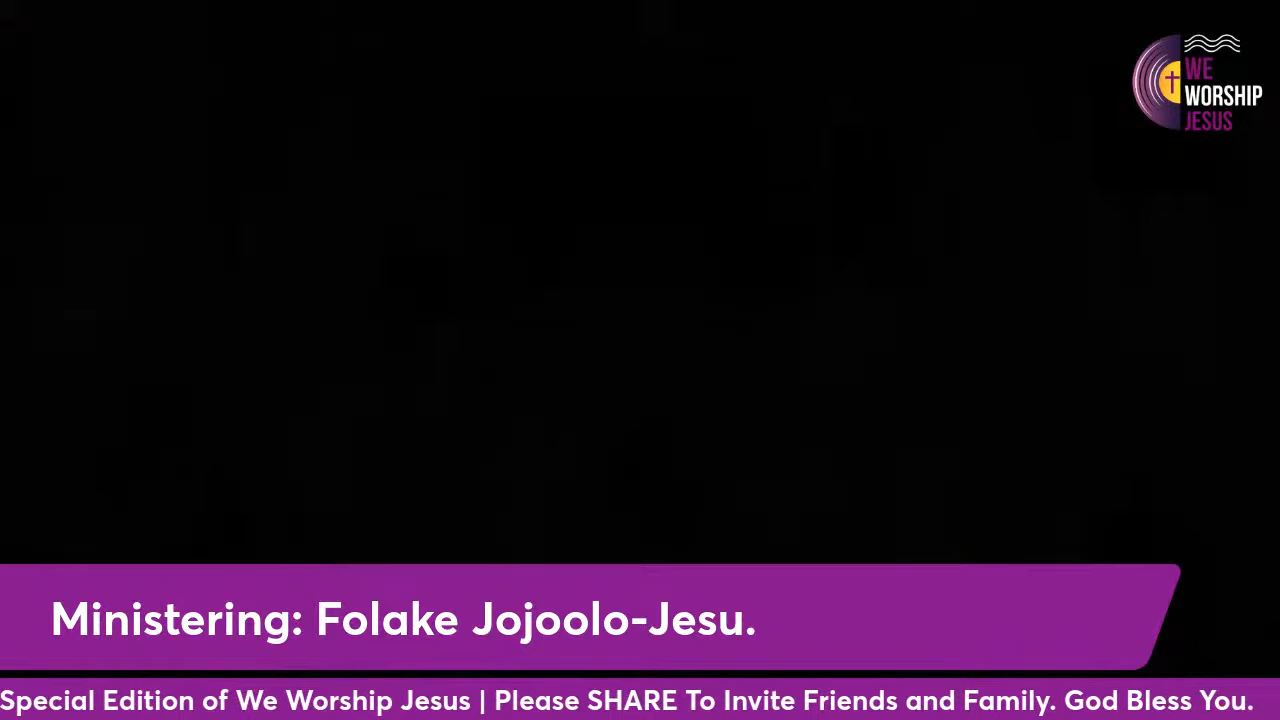 WE
WORSHIP
JESUS
Ministering: Folake Jojoolo-Jesu.
Special Edition of We Worship Jesus | Please SHARE To Invite Friends and Family. God Bless You.